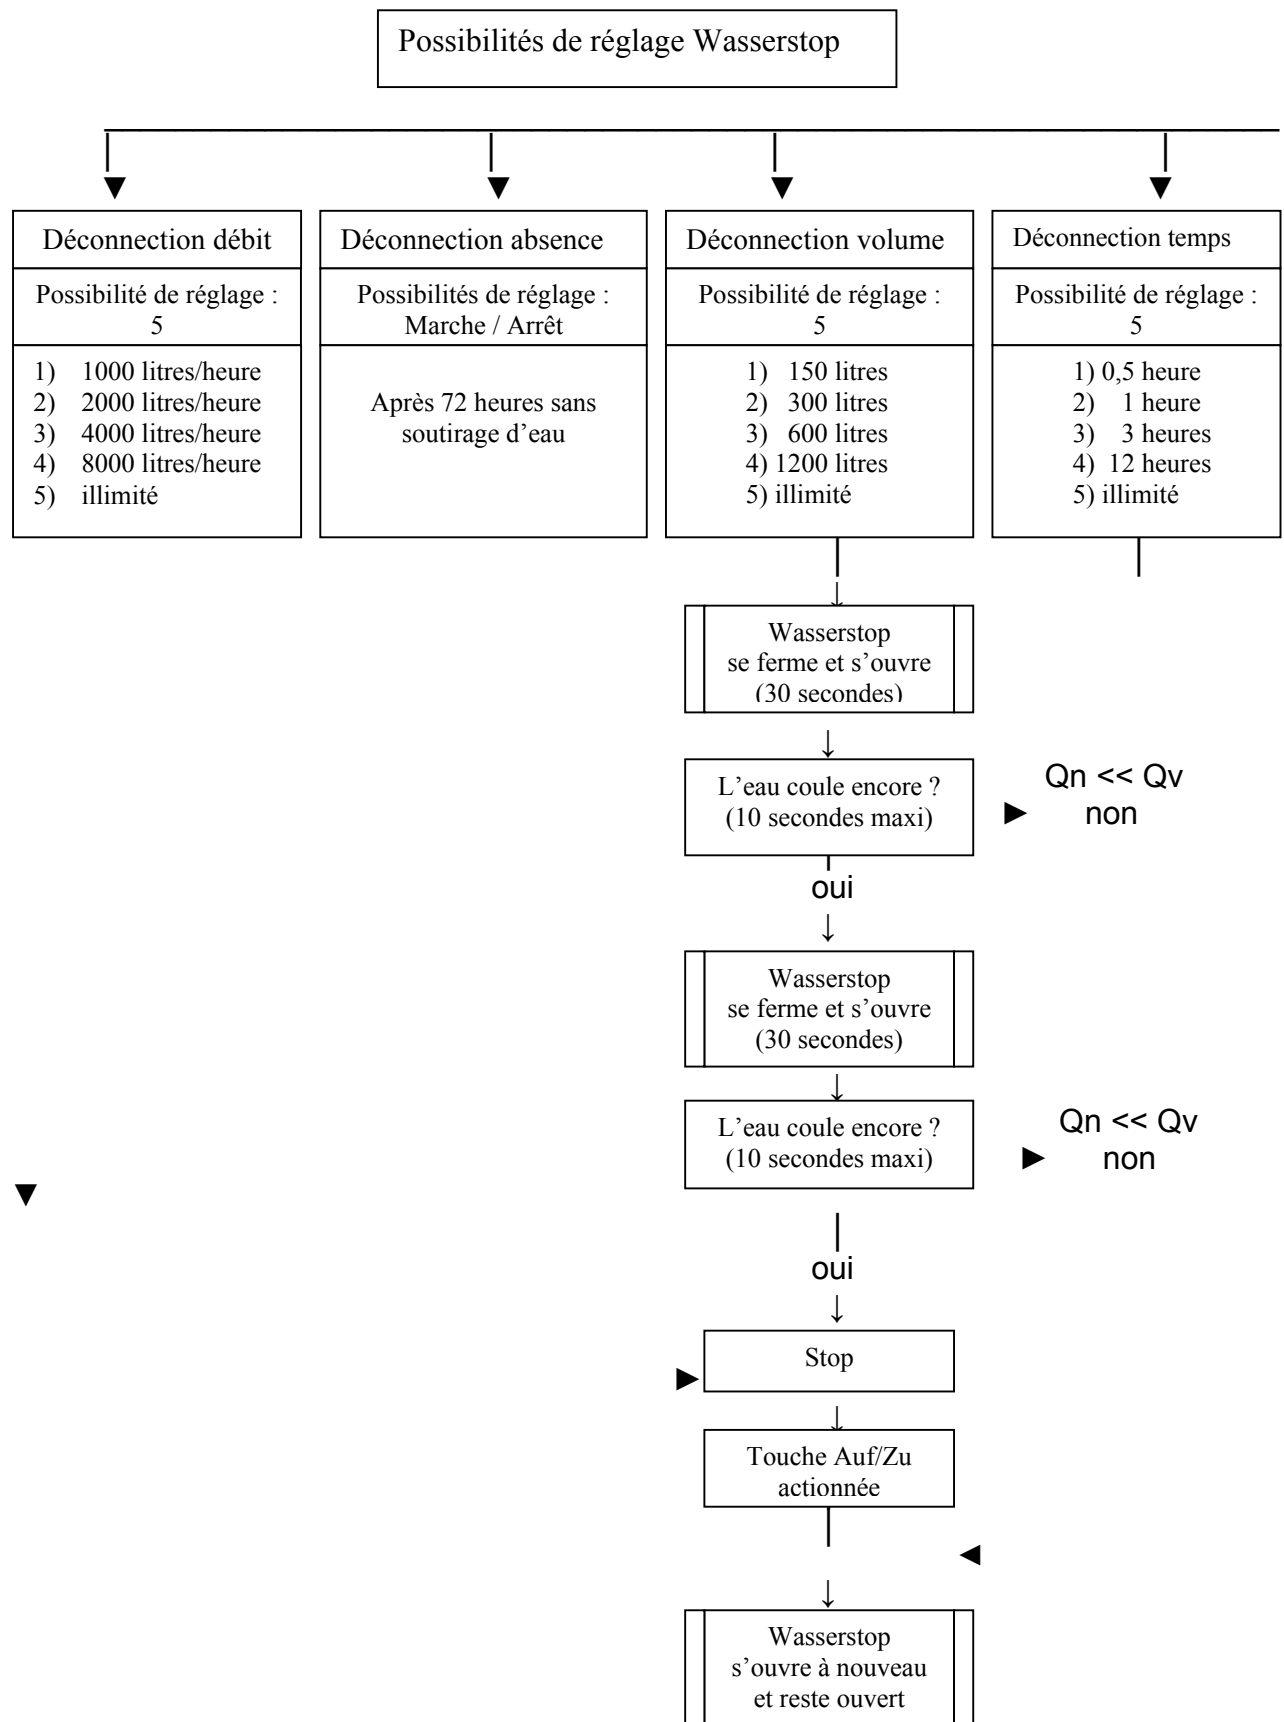 Possibilités de réglage Wasserstop
Déconnection débit
Possibilité de réglage :
5
1) 1000 litres/heure
2) 2000 litres/heure
3) 4000 litres/heure
4) 8000 litres/heure
5) illimité
Déconnection absence
Possibilités de réglage :
Marche / Arrêt
Après 72 heures sans
soutirage d’eau
Déconnection volume
Possibilité de réglage :
5
1) 150 litres
2) 300 litres
3) 600 litres
4) 1200 litres
5) illimité
Déconnection temps
Possibilité de réglage :
5
1) 0,5 heure
2) 1 heure
3) 3 heures
4) 12 heures
5) illimité
Wasserstop
se ferme et s’ouvre
(30 secondes)
L’eau coule encore ?
(10 secondes maxi)
Qn << Qv
non
oui
Wasserstop
se ferme et s’ouvre
(30 secondes)
L’eau coule encore ?
(10 secondes maxi)
Qn << Qv
non
oui
Stop
Touche Auf/Zu
actionnée
Wasserstop
s’ouvre à nouveau
et reste ouvert